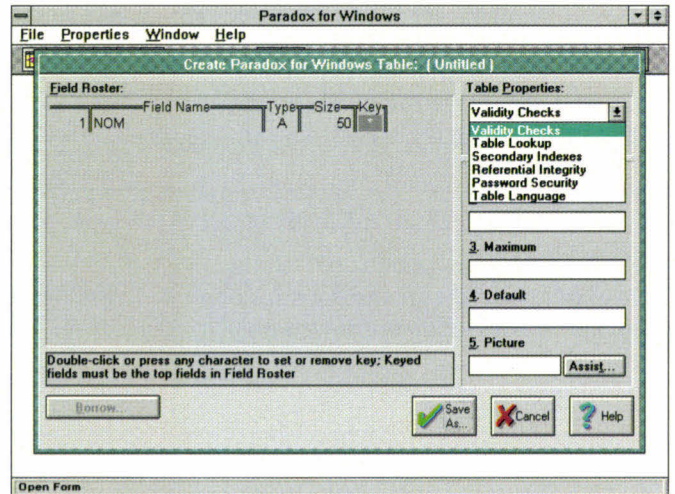 Paradox for Windows
File Properties Window Help
Create Paradox for Windows Table: ( Untitled )
Field Roster:
Field Name Type Size Key
1 NOM A 50 *
Double-click or press any character to set or remove key; Keyed
fields must be the top fields in Field Roster
Borrow...
Table Properties:
Validity Checks
Validity Checks
Table Lookup
Secondary Indexes
Referential Integrity
Password Security
Table Language
3. Maximum
4. Default
5. Picture
Assist...
Save
As...
Cancel
Help
Open Form